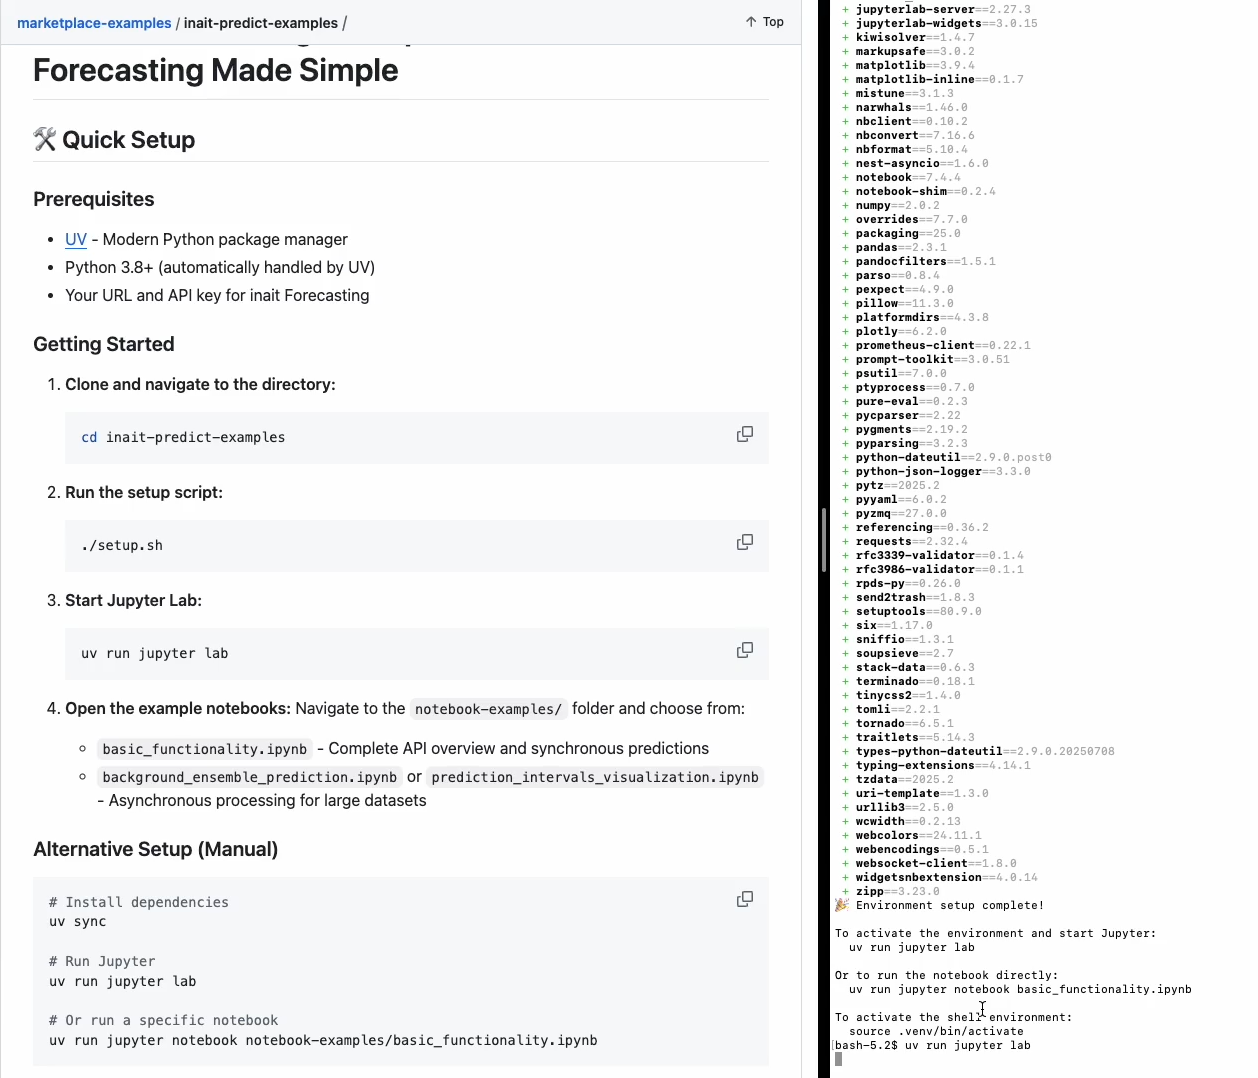 marketplace-examples / inait-predict-examples /
Top
Forecasting Made Simple
🛠 Quick Setup
Prerequisites
• UV - Modern Python package manager
• Python 3.8+ (automatically handled by UV)
• Your URL and API key for inait Forecasting
Getting Started
1. Clone and navigate to the directory:
cd inait-predict-examples
2. Run the setup script:
./setup.sh
3. Start Jupyter Lab:
uv run jupyter lab
4. Open the example notebooks: Navigate to the notebook-examples/ folder and choose from:
◦ basic_functionality.ipynb - Complete API overview and synchronous predictions
◦ background_ensemble_prediction.ipynb or prediction_intervals_visualization.ipynb
- Asynchronous processing for large datasets
Alternative Setup (Manual)
# Install dependencies
uv sync
# Run Jupyter
uv run jupyter lab
# Or run a specific notebook
uv run jupyter notebook notebook-examples/basic_functionality.ipynb
+ jupyterlab-server==2.27.3
+ jupyterlab-widgets==3.0.15
+ kiwisolver==1.4.7
+ markupsafe==3.0.2
+ matplotlib==3.9.4
+ matplotlib-inline==0.1.7
+ mistune==3.1.3
+ narwhals==1.46.0
+ nbclient==0.10.2
+ nbconvert==7.16.6
+ nbformat==5.10.4
+ nest-asyncio==1.6.0
+ notebook==7.4.4
+ notebook-shim==0.2.4
+ numpy==2.0.2
+ overrides==7.7.0
+ packaging==25.0
+ pandas==2.3.1
+ pandocfilters==1.5.1
+ parso==0.8.4
+ pexpect==4.9.0
+ pillow==11.3.0
+ platformdirs==4.3.8
+ plotly==6.2.0
+ prometheus-client==0.22.1
+ prompt-toolkit==3.0.51
+ psutil==7.0.0
+ ptyprocess==0.7.0
+ pure-eval==0.2.3
+ pycparser==2.22
+ pygments==2.19.2
+ pyparsing==3.2.3
+ python-dateutil==2.9.0.post0
+ python-json-logger==3.3.0
+ pytz==2025.2
+ pyyaml==6.0.2
+ pyzmq==27.0.0
+ referencing==0.36.2
+ requests==2.32.4
+ rfc3339-validator==0.1.4
+ rfc3986-validator==0.1.1
+ rpds-py==0.26.0
+ send2trash==1.8.3
+ setuptools==80.9.0
+ six==1.17.0
+ sniffio==1.3.1
+ soupsieve==2.7
+ stack-data==0.6.3
+ terminado==0.18.1
+ tinycss2==1.4.0
+ tomli==2.2.1
+ tornado==6.5.1
+ traitlets==5.14.3
+ types-python-dateutil==2.9.0.20250708
+ typing-extensions==4.14.1
+ tzdata==2025.2
+ uri-template==1.3.0
+ urllib3==2.5.0
+ wcwidth==0.2.13
+ webcolors==24.11.1
+ webencodings==0.5.1
+ websocket-client==1.8.0
+ widgetsnbextension==4.0.14
+ zipp==3.23.0
🎉 Environment setup complete!
To activate the environment and start Jupyter:
uv run jupyter lab
Or to run the notebook directly:
uv run jupyter notebook basic_functionality.ipynb
To activate the shell environment:
source .venv/bin/activate
[bash-5.2$ uv run jupyter lab